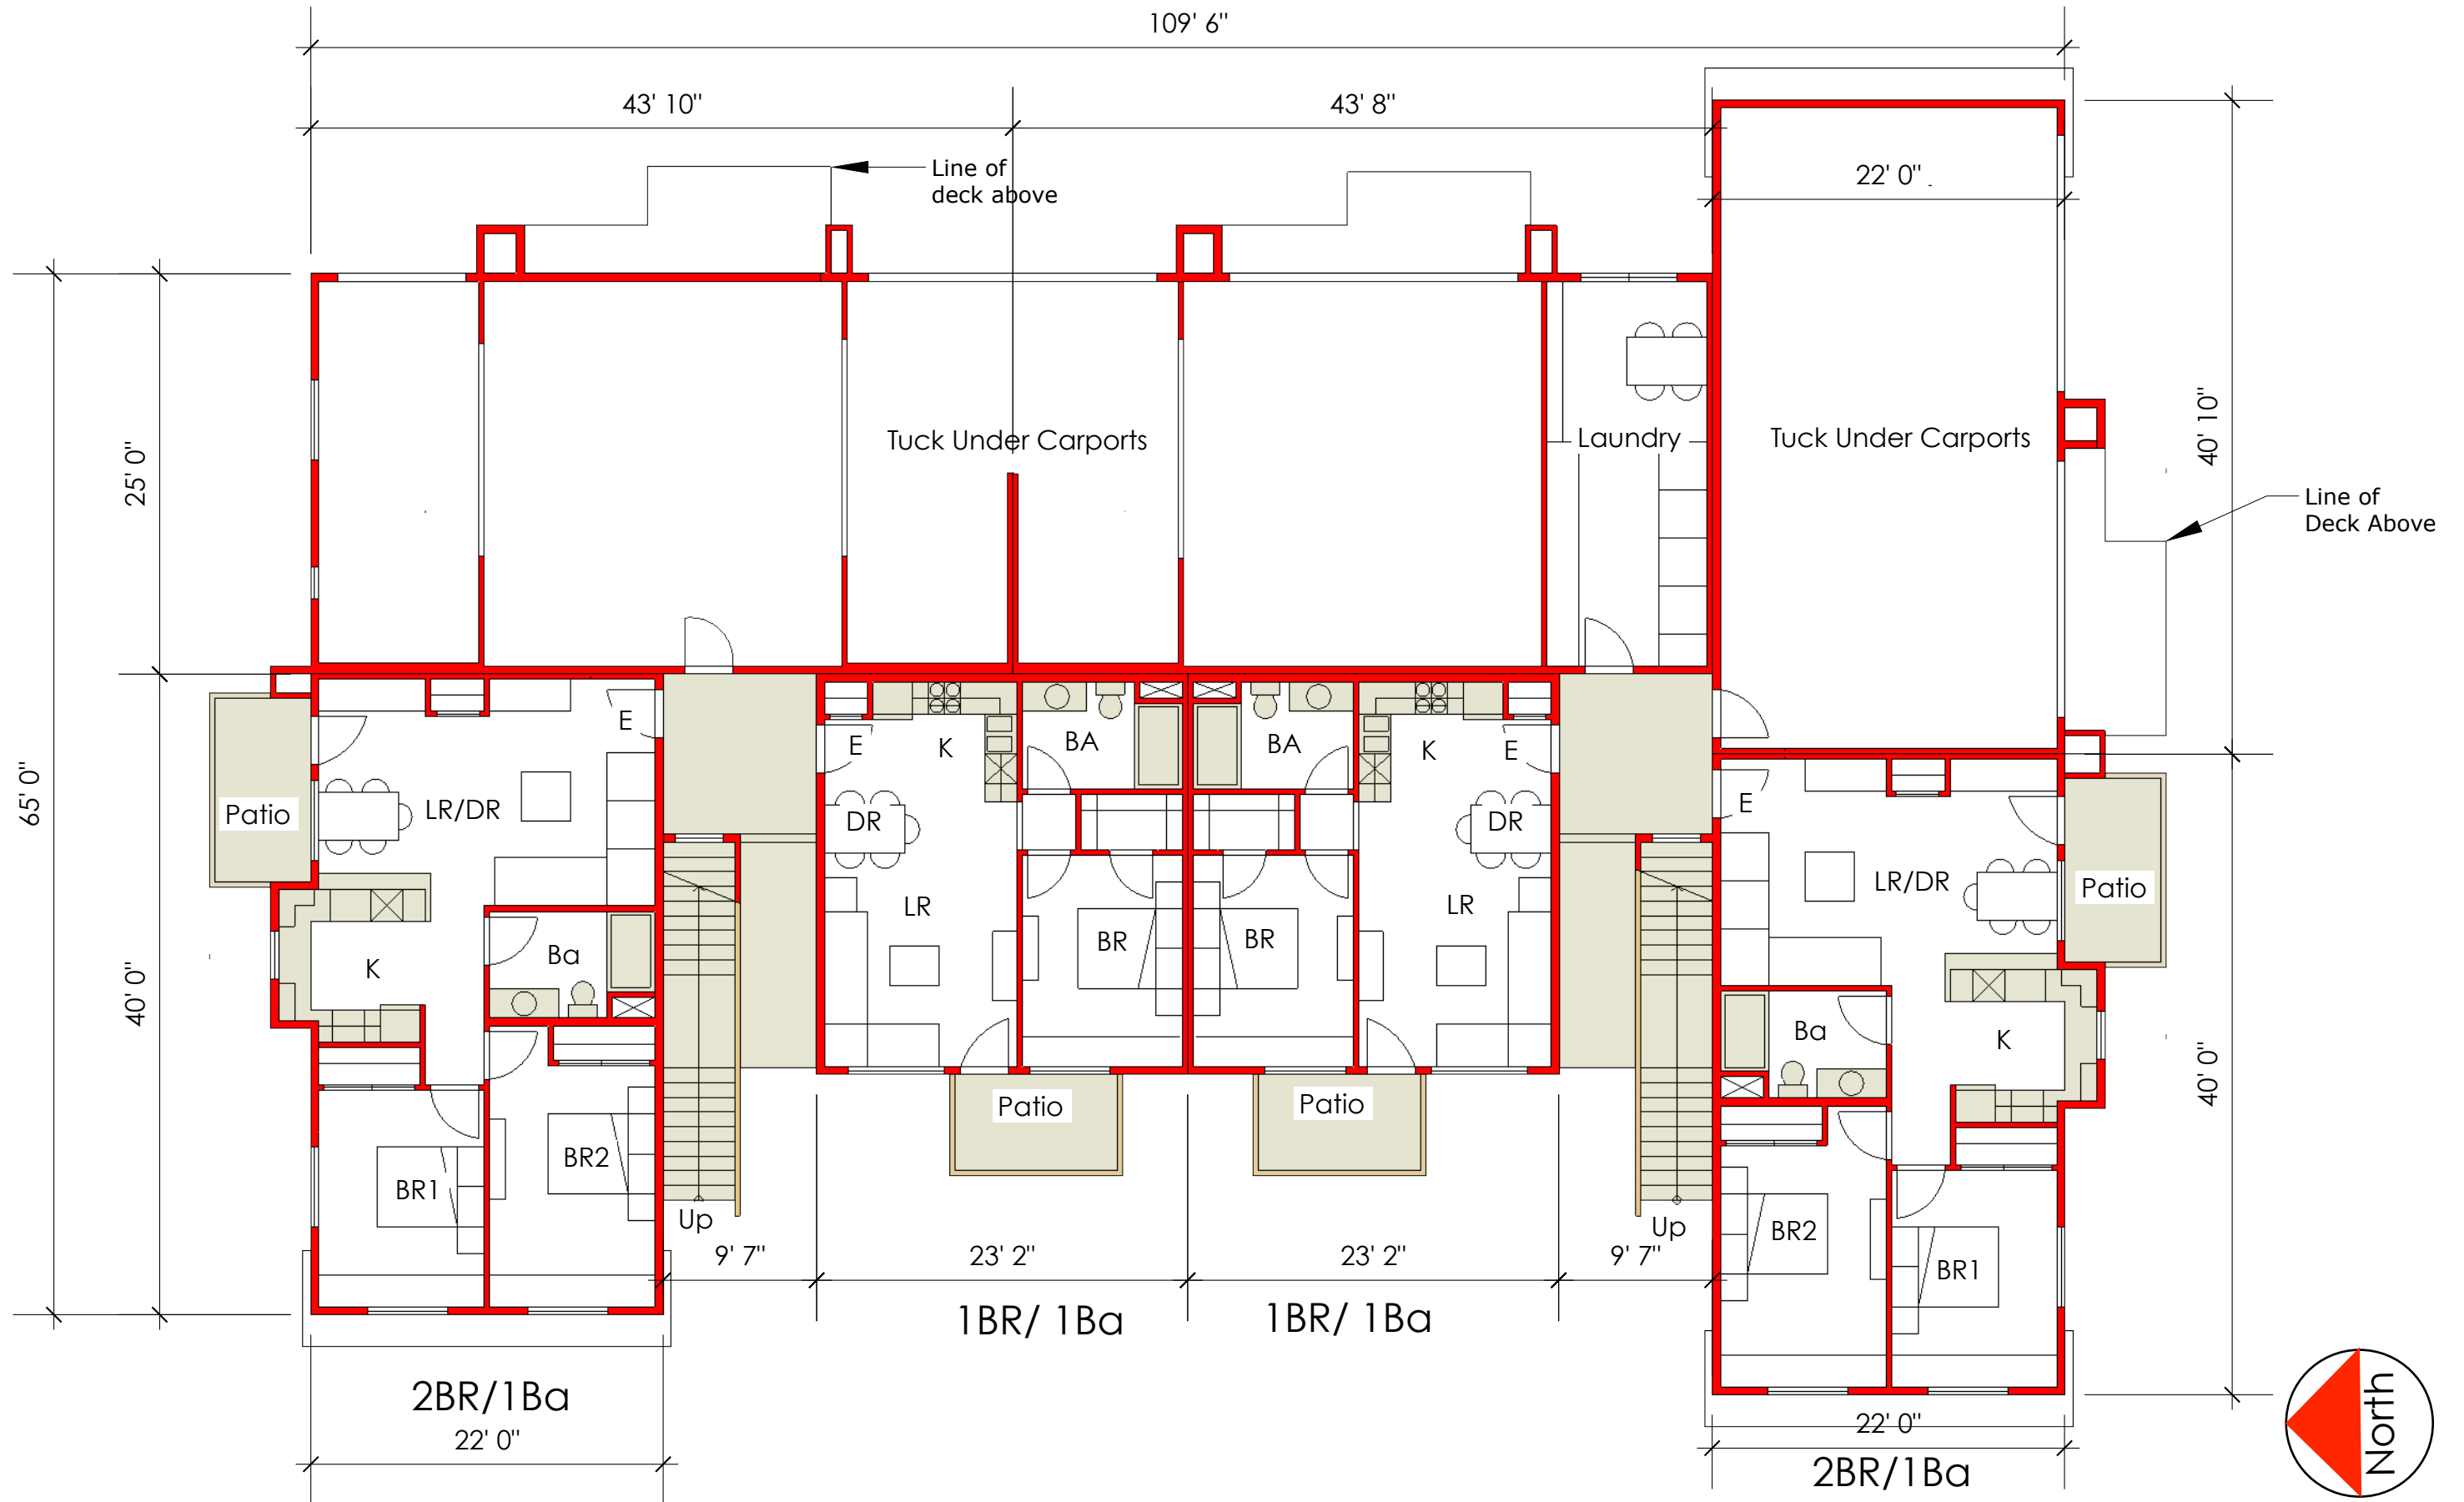 109' 6"
43' 10"
43' 8"
Line of
deck above
22' 0"
Tuck Under Carports
Laundry
Tuck Under Carports
40' 10"
25' 0"
Line of
Deck Above
65' 0"
40' 0"
Patio
LR/DR
E
K
Ba
BR1
BR2
Up
E
K
BA
DR
LR
BR
Patio
BA
K
E
DR
LR
BR
Patio
E
LR/DR
Patio
Ba
K
BR2
BR1
Up
40' 0"
9' 7"
23' 2"
23' 2"
9' 7"
1BR/ 1Ba
1BR/ 1Ba
2BR/1Ba
22' 0"
22' 0"
2BR/1Ba
North